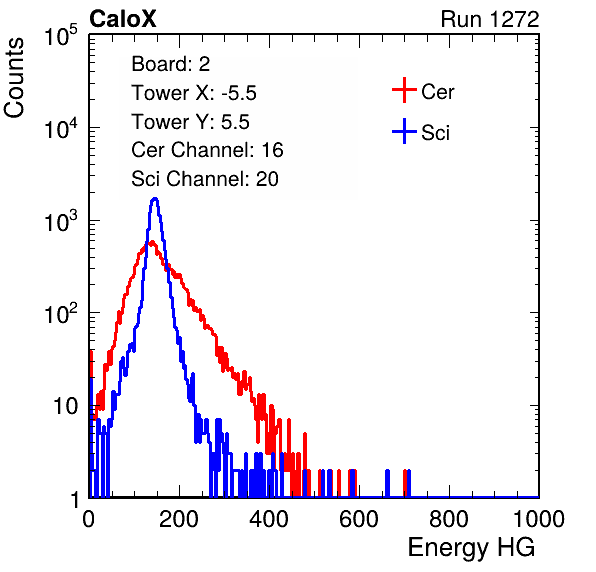 CaloX Run 1272
Counts
Board: 2
Tower X: -5.5
Tower Y: 5.5
Cer Channel: 16
Sci Channel: 20
Cer
Sci
10^5
10^4
10^3
10^2
10
1
0 200 400 600 800 1000
Energy HG